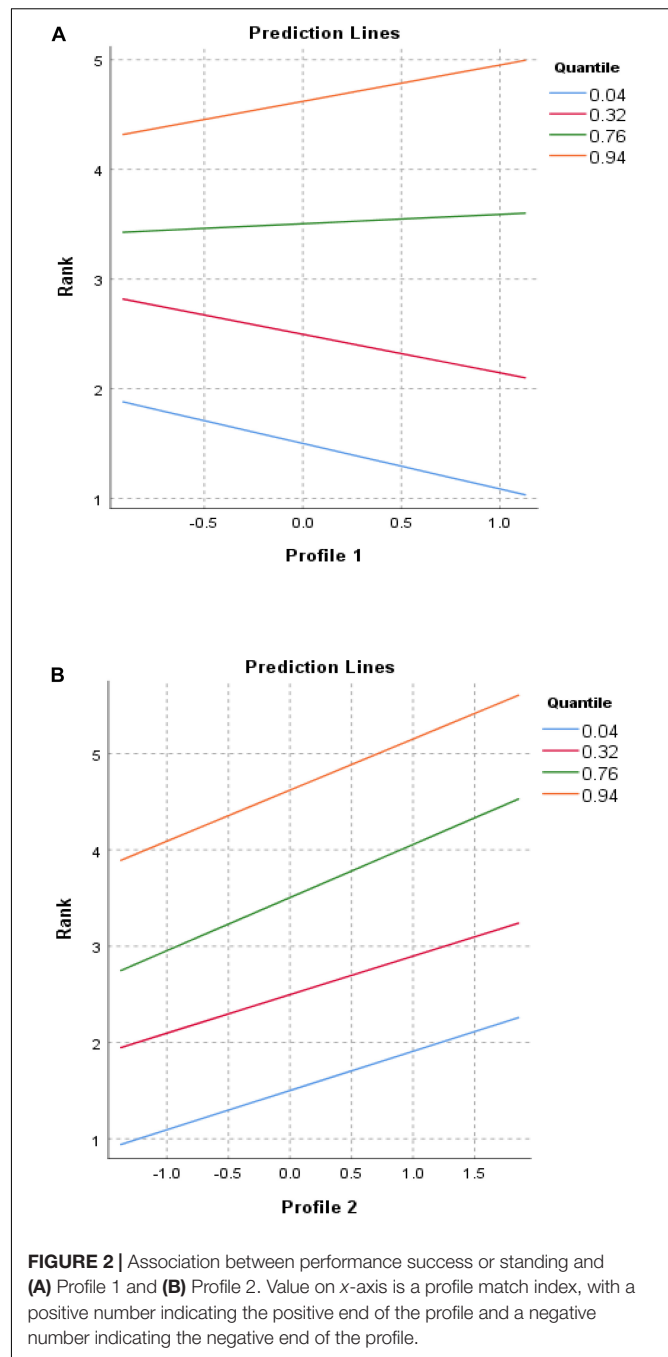 A
Prediction Lines
Quantile
0.04
0.32
0.76
0.94
5
4
3
2
1
Rank
-0.5 0.0 0.5 1.0
Profile 1
B
Prediction Lines
Quantile
0.04
0.32
0.76
0.94
5
4
3
2
1
Rank
-1.0 -0.5 0.0 0.5 1.0 1.5
Profile 2
FIGURE 2 | Association between performance success or standing and
(A) Profile 1 and (B) Profile 2. Value on x-axis is a profile match index, with a
positive number indicating the positive end of the profile and a negative
number indicating the negative end of the profile.